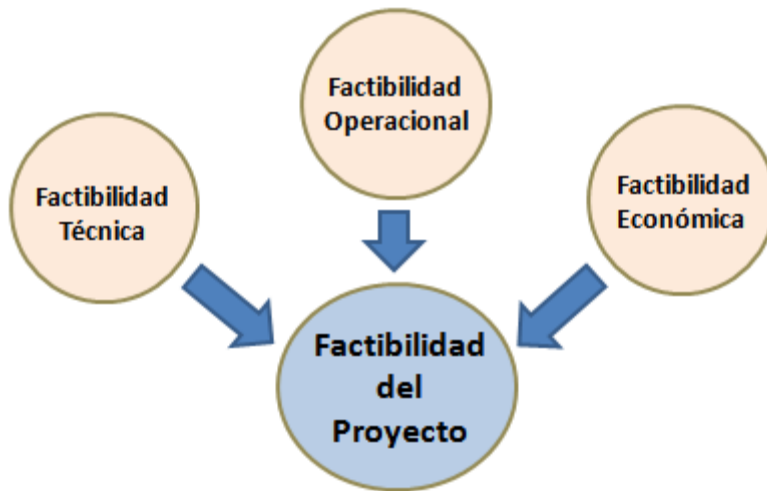 Factibilidad
Operacional
Factibilidad
Técnica
Factibilidad
Económica
Factibilidad
del
Proyecto